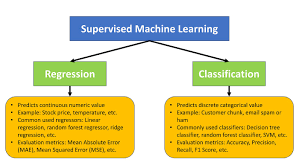 Supervised Machine Learning
Regression
Classification
• Predicts continuous numeric value
• Example: Stock price, temperature, etc.
• Common used regressors: Linear
regression, random forest regressor, ridge
regression, etc.
• Evaluation metrics: Mean Absolute Error
(MAE), Mean Squared Error (MSE), etc.
• Predicts discrete categorical value
• Example: Customer chunk, email spam or
ham
• Commonly used classifiers: Decision tree
classifier, random forest classifier, SVM, etc.
• Evaluation metrics: Accuracy, Precision,
Recall, F1 Score, etc.